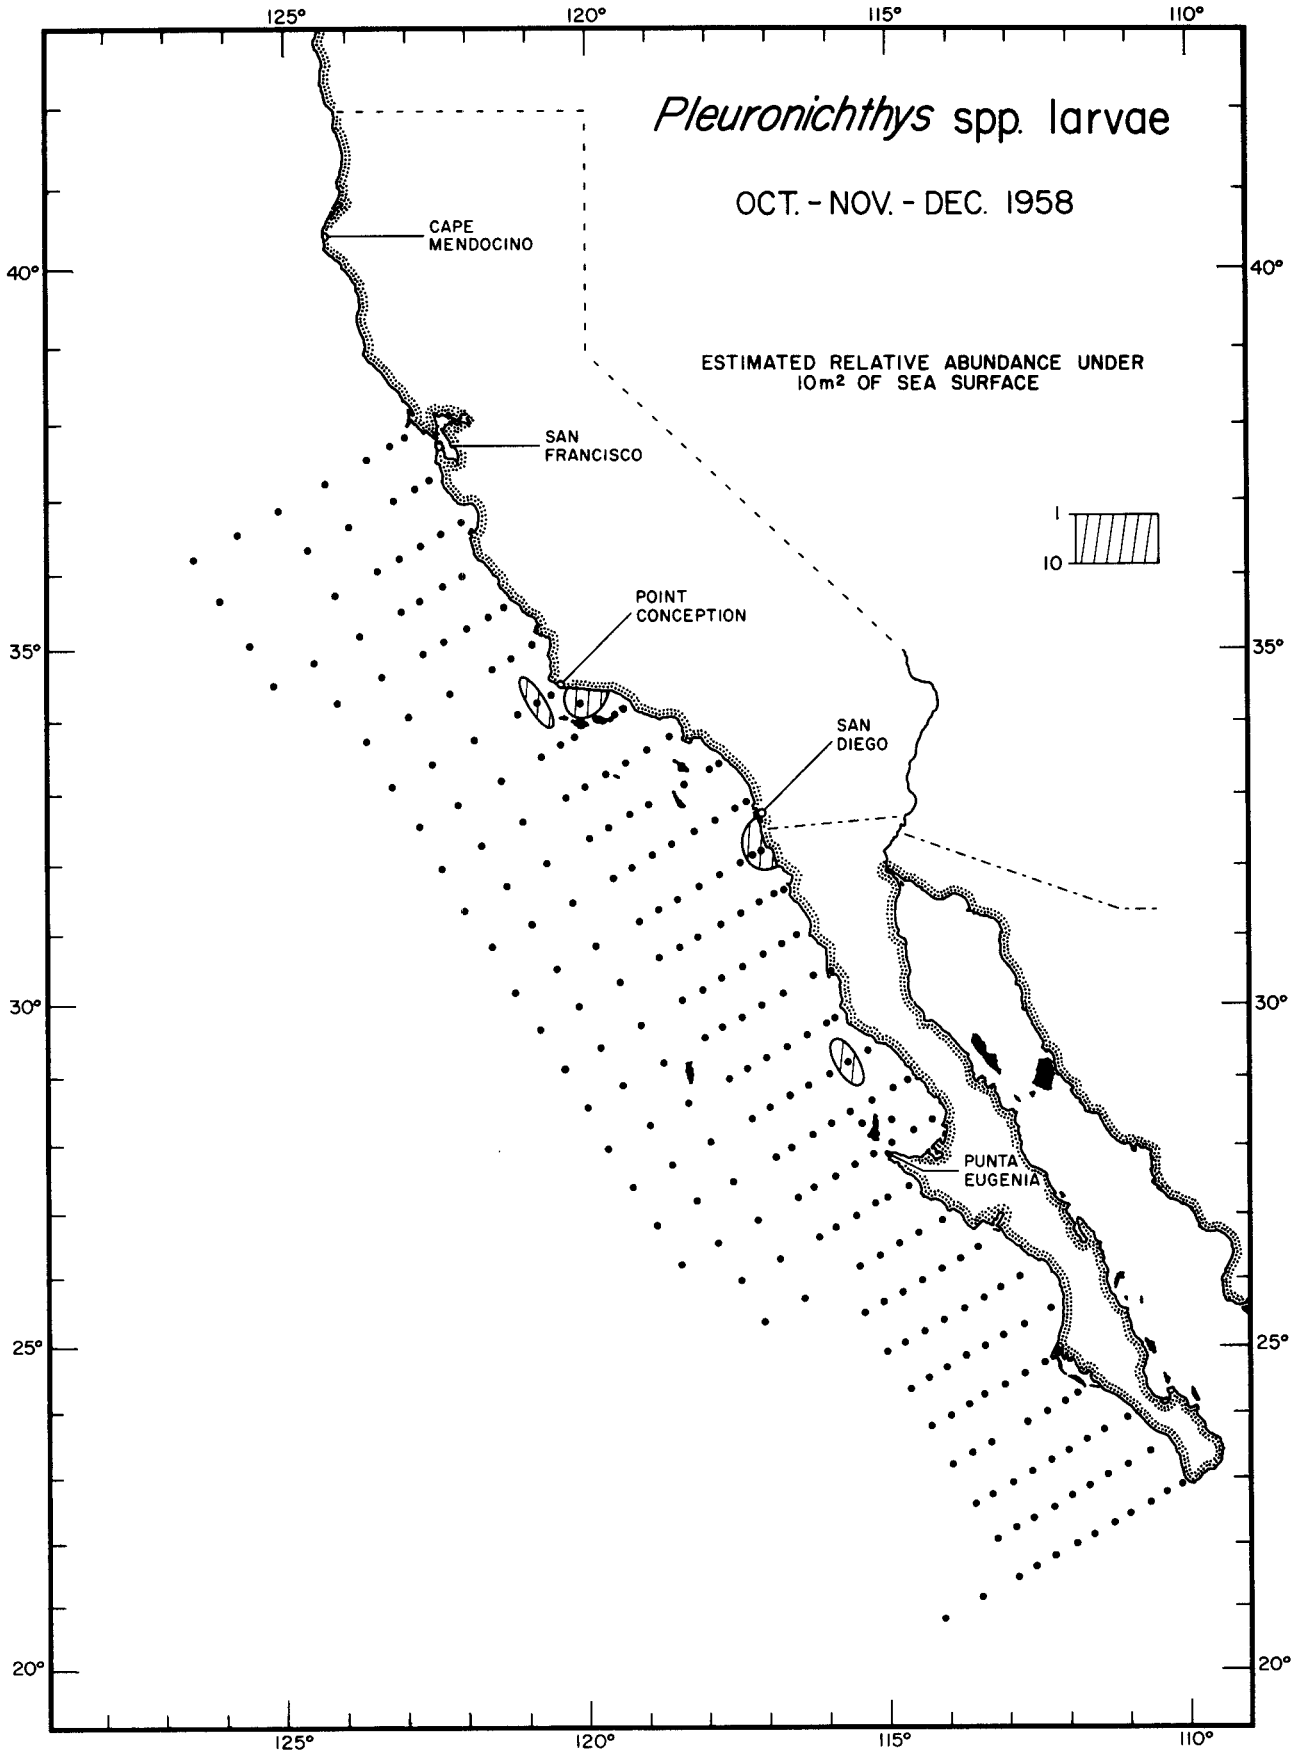 125° 120° 115° 110°
Pleuronichthys spp. larvae
OCT. - NOV. - DEC. 1958
CAPE
MENDOCINO
40° 40°
ESTIMATED RELATIVE ABUNDANCE UNDER
10m² OF SEA SURFACE
SAN
FRANCISCO
1
10
POINT
CONCEPTION
35° 35°
SAN
DIEGO
30° 30°
PUNTA
EUGENIA
25° 25°
20° 20°
125° 120° 115° 110°